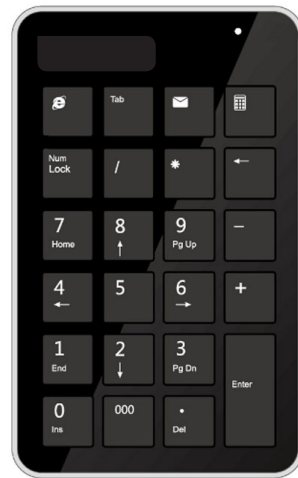 Tab
Num
Lock
/
*
←
7
Home
8
↑
9
Pg Up
−
4
←
5
6
→
+
1
End
2
↓
3
Pg Dn
Enter
0
Ins
000
.
Del